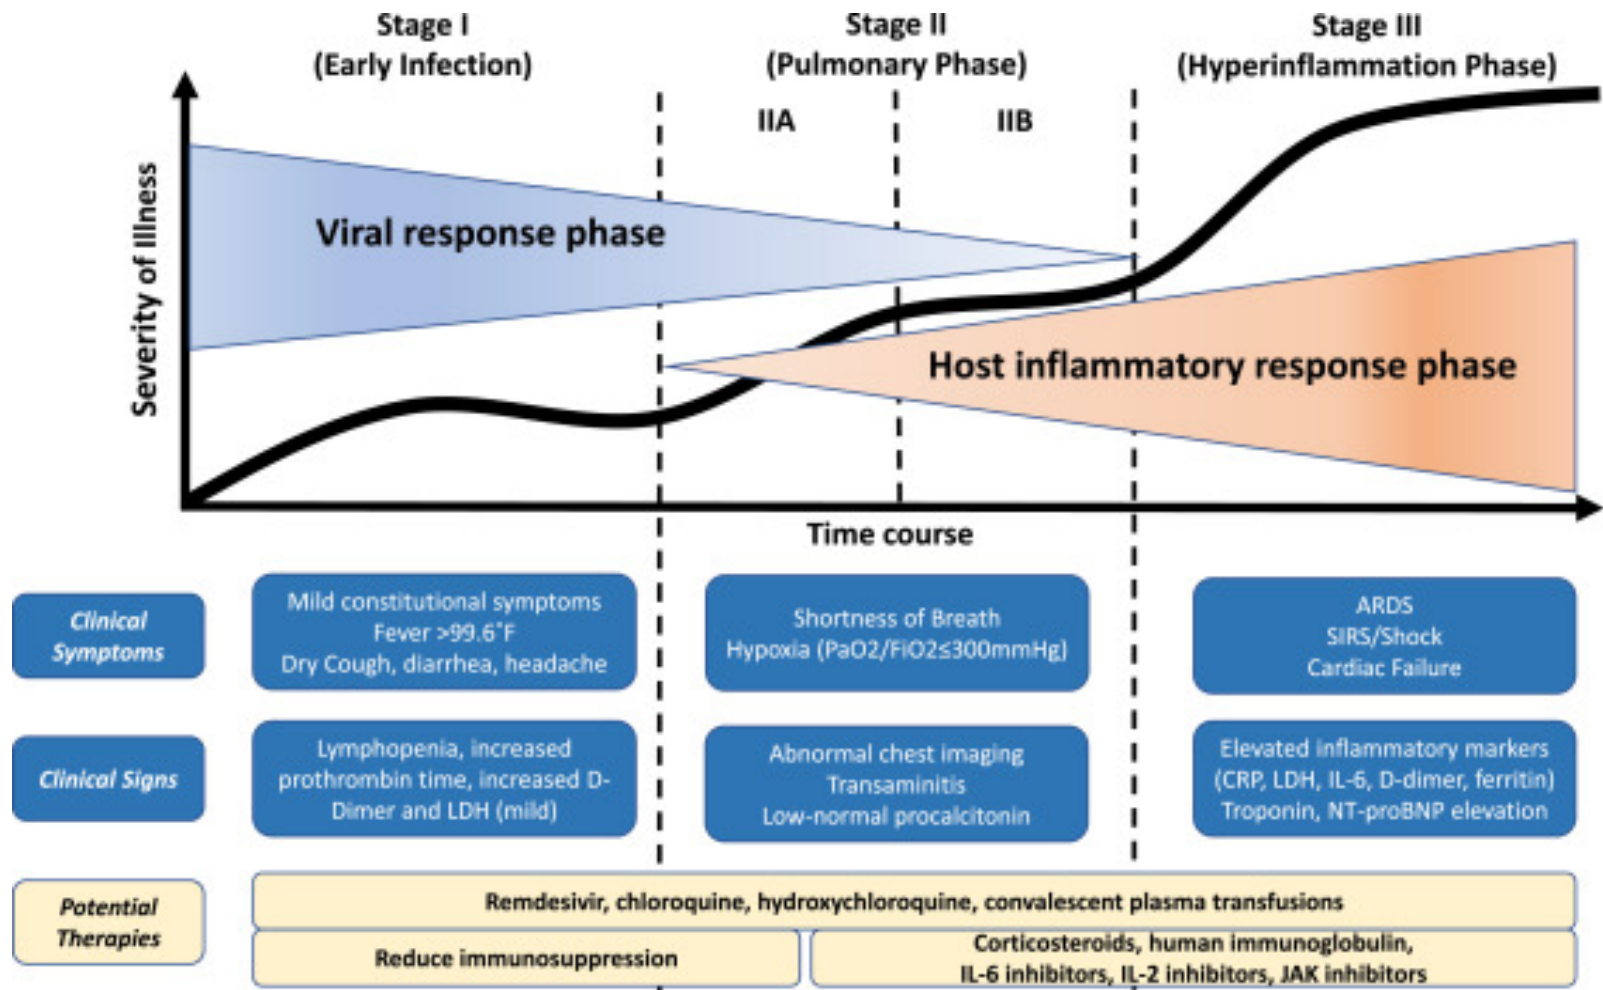 Stage I
(Early Infection)
Stage II
(Pulmonary Phase)
Stage III
(Hyperinflammation Phase)
IIA
IIB
Severity of Illness
Viral response phase
Host inflammatory response phase
Time course
Clinical
Symptoms
Mild constitutional symptoms
Fever >99.6°F
Dry Cough, diarrhea, headache
Shortness of Breath
Hypoxia (PaO2/FiO2≤300mmHg)
ARDS
SIRS/Shock
Cardiac Failure
Clinical Signs
Lymphopenia, increased
prothrombin time, increased D-
Dimer and LDH (mild)
Abnormal chest imaging
Transaminitis
Low-normal procalcitonin
Elevated inflammatory markers
(CRP, LDH, IL-6, D-dimer, ferritin)
Troponin, NT-proBNP elevation
Potential
Therapies
Remdesivir, chloroquine, hydroxychloroquine, convalescent plasma transfusions
Reduce immunosuppression
Corticosteroids, human immunoglobulin,
IL-6 inhibitors, IL-2 inhibitors, JAK inhibitors